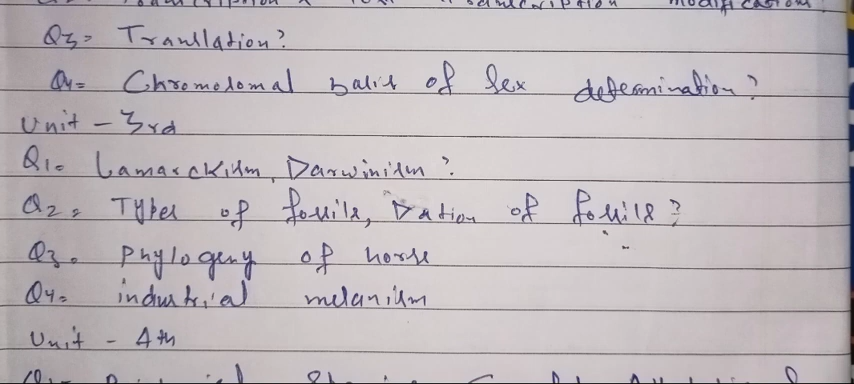 Q3= Translation?
Q4= Chromosomal basis of sex determination?
Unit - 3rd
Q1= Lamarckism, Darwinism?
Q2= Types of fossils, Dation of fossils?
Q3= Phylogeny of horse
Q4= industrial melanism
Unit - 4th